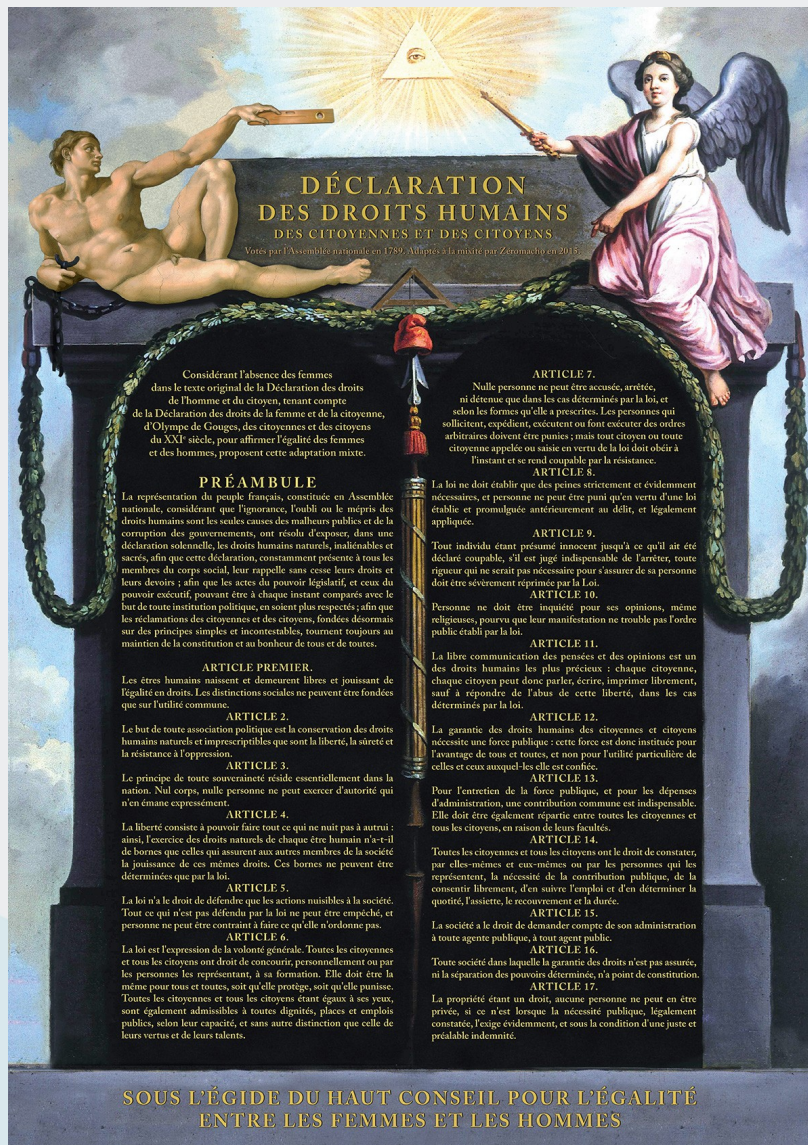 DÉCLARATION
DES DROITS HUMAINS
DES CITOYENNES ET DES CITOYENS
Votés par l'Assemblée nationale en 1789. Adaptés à la mixité par Zéromacho en 2018.
Considérant l'absence des femmes
dans le texte original de la Déclaration des droits
de l'homme et du citoyen, tenant compte
de la Déclaration des droits de la femme et de la citoyenne,
d'Olympe de Gouges, des citoyennes et des citoyens
du XXIe siècle, pour affirmer l'égalité des femmes
et des hommes, proposent cette adaptation mixte.
PRÉAMBULE
La représentation du peuple français, constituée en Assemblée
nationale, considérant que l'ignorance, l'oubli ou le mépris des
droits humains sont les seules causes des malheurs publics et de la
corruption des gouvernements, ont résolu d'exposer, dans une
déclaration solennelle, les droits humains naturels, inaliénables et
sacrés, afin que cette déclaration, constamment présente à tous les
membres du corps social, leur rappelle sans cesse leurs droits et
leurs devoirs ; afin que les actes du pouvoir législatif, et ceux du
pouvoir exécutif, pouvant être à chaque instant comparés avec le
but de toute institution politique, en soient plus respectés ; afin que
les réclamations des citoyennes et des citoyens, fondées désormais
sur des principes simples et incontestables, tournent toujours au
maintien de la constitution et au bonheur de tous et de toutes.
ARTICLE PREMIER.
Les êtres humains naissent et demeurent libres et jouissant de
l'égalité en droits. Les distinctions sociales ne peuvent être fondées
que sur l'utilité commune.
ARTICLE 2.
Le but de toute association politique est la conservation des droits
humains naturels et imprescriptibles que sont la liberté, la sûreté et
la résistance à l'oppression.
ARTICLE 3.
Le principe de toute souveraineté réside essentiellement dans la
nation. Nul corps, nulle personne ne peut exercer d'autorité qui
n'en émane expressément.
ARTICLE 4.
La liberté consiste à pouvoir faire tout ce qui ne nuit pas à autrui :
ainsi, l'exercice des droits naturels de chaque être humain n'a-t-il
de bornes que celles qui assurent aux autres membres de la société
la jouissance de ces mêmes droits. Ces bornes ne peuvent être
déterminées que par la loi.
ARTICLE 5.
La loi n'a le droit de défendre que les actions nuisibles à la société.
Tout ce qui n'est pas défendu par la loi ne peut être empêché, et
personne ne peut être contraint à faire ce qu'elle n'ordonne pas.
ARTICLE 6.
La loi est l'expression de la volonté générale. Toutes les citoyennes
et tous les citoyens ont droit de concourir, personnellement ou par
les personnes les représentant, à sa formation. Elle doit être la
même pour tous et toutes, soit qu'elle protège, soit qu'elle punisse.
Toutes les citoyennes et tous les citoyens étant égaux à ses yeux,
sont également admissibles à toutes dignités, places et emplois
publics, selon leur capacité, et sans autre distinction que celle de
leurs vertus et de leurs talents.
ARTICLE 7.
Nulle personne ne peut être accusée, arrêtée,
ni détenue que dans les cas déterminés par la loi, et
selon les formes qu'elle a prescrites. Les personnes qui
sollicitent, expédient, exécutent ou font exécuter des ordres
arbitraires doivent être punies ; mais tout citoyen ou toute
citoyenne appelée ou saisie en vertu de la loi doit obéir à
l'instant et se rend coupable par la résistance.
ARTICLE 8.
La loi ne doit établir que des peines strictement et évidemment
nécessaires, et personne ne peut être puni qu'en vertu d'une loi
établie et promulguée antérieurement au délit, et légalement
appliquée.
ARTICLE 9.
Tout individu étant présumé innocent jusqu'à ce qu'il ait été
déclaré coupable, s'il est jugé indispensable de l'arrêter, toute
rigueur qui ne serait pas nécessaire pour s'assurer de sa personne
doit être sévèrement réprimée par la Loi.
ARTICLE 10.
Personne ne doit être inquiété pour ses opinions, même
religieuses, pourvu que leur manifestation ne trouble pas l'ordre
public établi par la loi.
ARTICLE 11.
La libre communication des pensées et des opinions est un
des droits humains les plus précieux : chaque citoyenne,
chaque citoyen peut donc parler, écrire, imprimer librement,
sauf à répondre de l'abus de cette liberté, dans les cas
déterminés par la loi.
ARTICLE 12.
La garantie des droits humains des citoyennes et citoyens
nécessite une force publique : cette force est donc instituée pour
l'avantage de tous et toutes, et non pour l'utilité particulière de
celles et ceux auxquel-les elle est confiée.
ARTICLE 13.
Pour l'entretien de la force publique, et pour les dépenses
d'administration, une contribution commune est indispensable.
Elle doit être également répartie entre toutes les citoyennes et
tous les citoyens, en raison de leurs facultés.
ARTICLE 14.
Toutes les citoyennes et tous les citoyens ont le droit de constater,
par elles-mêmes et eux-mêmes ou par les personnes qui les
représentent, la nécessité de la contribution publique, de la
consentir librement, d'en suivre l'emploi et d'en déterminer la
quotité, l'assiette, le recouvrement et la durée.
ARTICLE 15.
La société a le droit de demander compte de son administration
à toute agente publique, à tout agent public.
ARTICLE 16.
Toute société dans laquelle la garantie des droits n'est pas assurée,
ni la séparation des pouvoirs déterminée, n'a point de constitution.
ARTICLE 17.
La propriété étant un droit, aucune personne ne peut en être
privée, si ce n'est lorsque la nécessité publique, légalement
constatée, l'exige évidemment, et sous la condition d'une juste et
préalable indemnité.
SOUS L'ÉGIDE DU HAUT CONSEIL POUR L'ÉGALITÉ
ENTRE LES FEMMES ET LES HOMMES